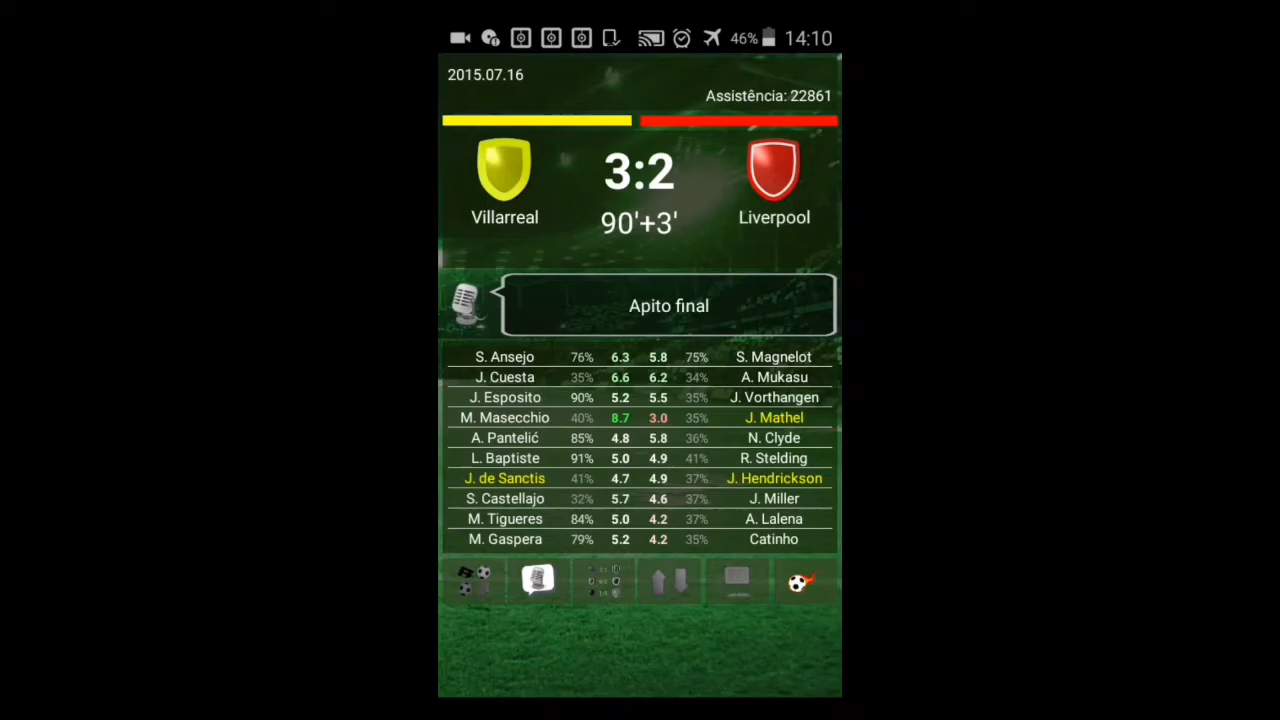 46% 14:10
2015.07.16
Assistência: 22861
3:2
Villarreal 90'+3' Liverpool
Apito final
S. Ansejo 76% 6.3 5.8 75% S. Magnelot
J. Cuesta 35% 6.6 6.2 34% A. Mukasu
J. Esposito 90% 5.2 5.5 35% J. Vorthangen
M. Masecchio 40% 8.7 3.0 35% J. Mathel
A. Pantelić 85% 4.8 5.8 36% N. Clyde
L. Baptiste 91% 5.0 4.9 41% R. Stelding
J. de Sanctis 41% 4.7 4.9 37% J. Hendrickson
S. Castellajo 32% 5.7 4.6 37% J. Miller
M. Tigueres 84% 5.0 4.2 37% A. Lalena
M. Gaspera 79% 5.2 4.2 35% Catinho